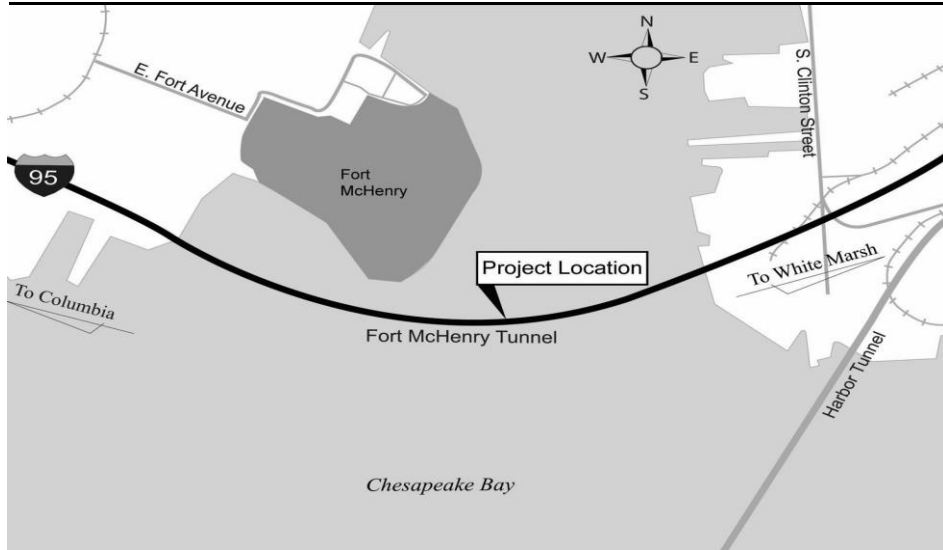 N
W E
S
E. Fort Avenue
S. Clinton Street
95
Fort
McHenry
Project Location
To White Marsh
To Columbia
Fort McHenry Tunnel
Harbor Tunnel
Chesapeake Bay